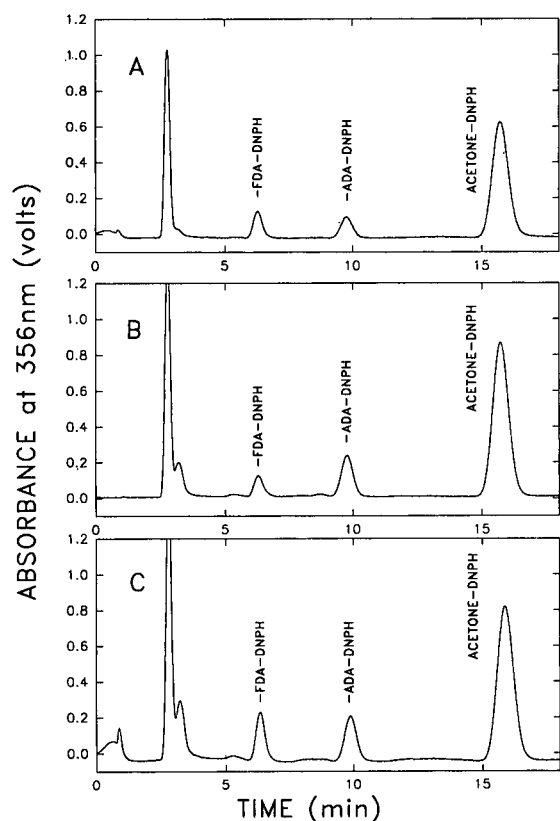 ABSORBANCE at 356nm (volts)
A
1.2
1.0
0.8
0.6
0.4
0.2
0.0
-FDA-DNPH
-ADA-DNPH
ACETONE-DNPH
0 5 10 15
B
1.2
1.0
0.8
0.6
0.4
0.2
0.0
-FDA-DNPH
-ADA-DNPH
ACETONE-DNPH
0 5 10 15
C
1.2
1.0
0.8
0.6
0.4
0.2
0.0
-FDA-DNPH
-ADA-DNPH
ACETONE-DNPH
0 5 10 15
TIME (min)